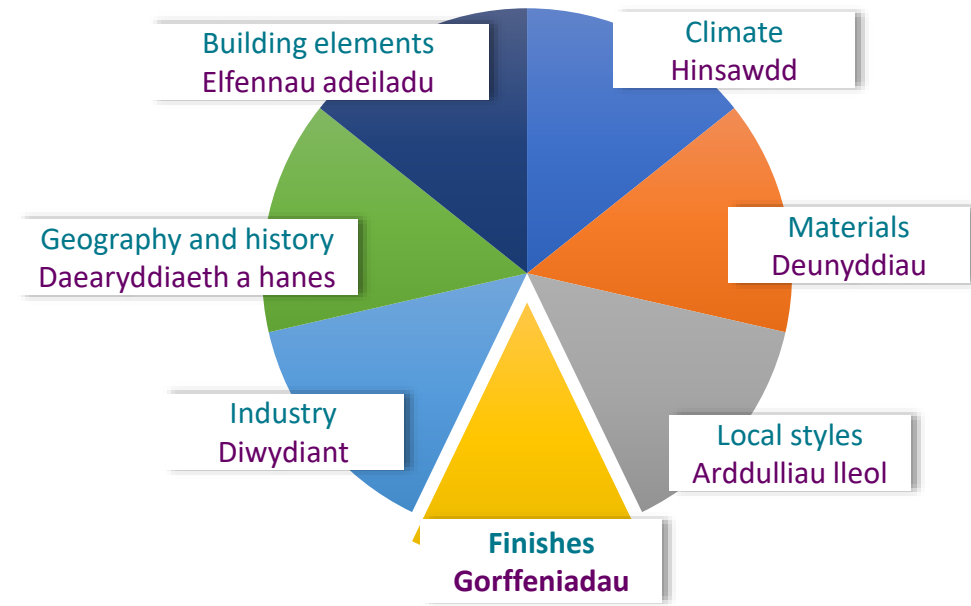 Building elements
Elfennau adeiladu
Climate
Hinsawdd
Geography and history
Daearyddiaeth a hanes
Materials
Deunyddiau
Industry
Diwydiant
Local styles
Arddulliau lleol
Finishes
Gorffeniadau